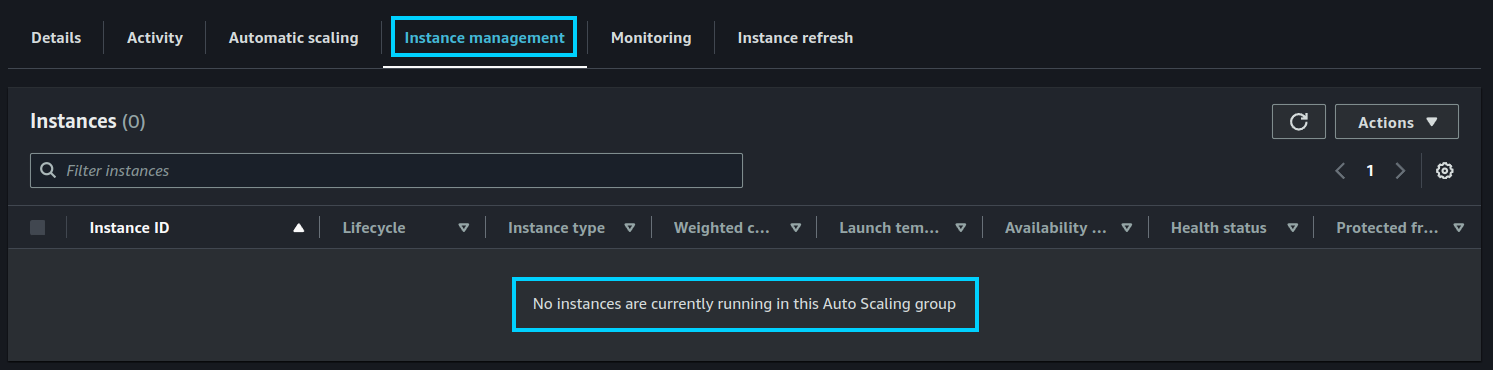 Details Activity Automatic scaling Instance management Monitoring Instance refresh
Instances (0)
Actions
Filter instances
1
Instance ID Lifecycle Instance type Weighted c... Launch tem... Availability ... Health status Protected fr...
No instances are currently running in this Auto Scaling group